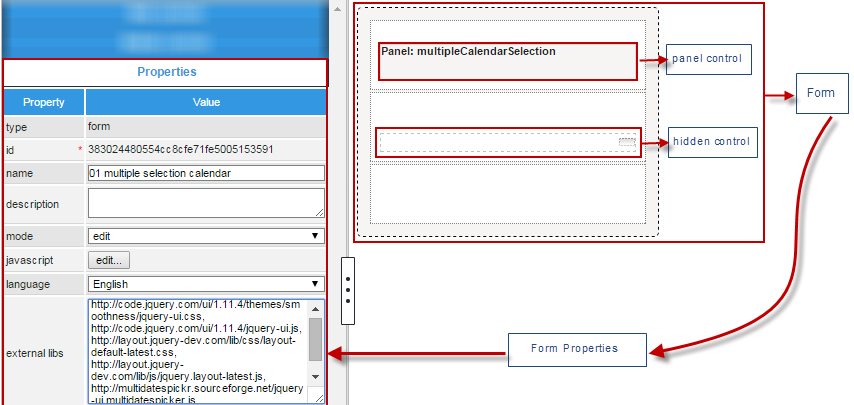 Properties
Property Value
type form
id * 383024480554cc8cfe71fe5005153591
name 01 multiple selection calendar
description
mode edit
javascript edit...
language English
external libs
http://code.jquery.com/ui/1.11.4/themes/sm
oothness/jquery-ui.css,
http://code.jquery.com/ui/1.11.4/jquery-ui.js,
http://layout.jquery-dev.com/lib/css/layout-
default-latest.css,
http://layout.jquery-
dev.com/lib/js/jquery.layout-latest.js,
http://multidatespickr.sourceforge.net/jquery
-ui.multidatespicker.js
Panel: multipleCalendarSelection
panel control
hidden control
Form
Form Properties